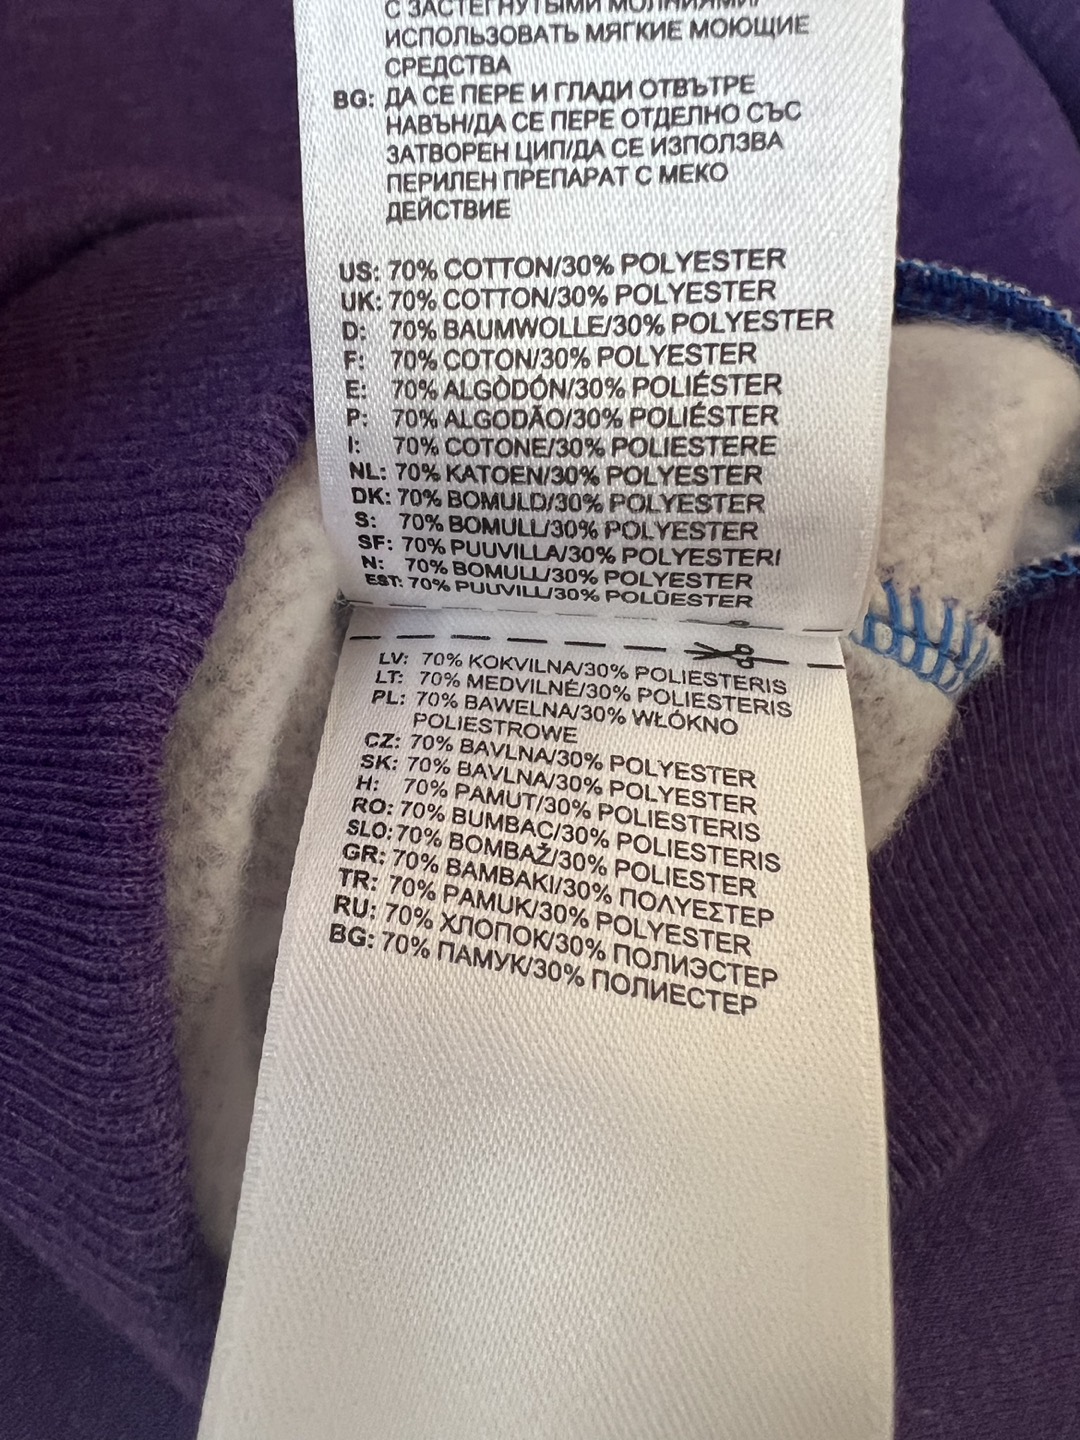 С ЗАСТЕГНУТЫМИ МОЛНИЯМИ/
ИСПОЛЬЗОВАТЬ МЯГКИЕ МОЮЩИЕ
СРЕДСТВА
BG: ДА СЕ ПЕРЕ И ГЛАДИ ОТВЪТРЕ
НАВЪН/ДА СЕ ПЕРЕ ОТДЕЛНО СЪС
ЗАТВОРЕН ЦИП/ДА СЕ ИЗПОЛЗВА
ПЕРИЛЕН ПРЕПАРАТ С МЕКО
ДЕЙСТВИЕ
US: 70% COTTON/30% POLYESTER
UK: 70% COTTON/30% POLYESTER
D: 70% BAUMWOLLE/30% POLYESTER
F: 70% COTON/30% POLYESTER
E: 70% ALGÒDÓN/30% POLIÉSTER
P: 70% ALGODÃO/30% POLIÉSTER
I: 70% COTONE/30% POLIESTERE
NL: 70% KATOEN/30% POLYESTER
DK: 70% BOMULD/30% POLYESTER
S: 70% BOMULL/30% POLYESTER
SF: 70% PUUVILLA/30% POLYESTERI
N: 70% BOMULL/30% POLYESTER
EST: 70% PUUVILL/30% POLÜESTER
LV: 70% KOKVILNA/30% POLIESTERIS
LT: 70% MEDVILNÉ/30% POLIESTERIS
PL: 70% BAWELNA/30% WŁÓKNO
POLIESTROWE
CZ: 70% BAVLNA/30% POLYESTER
SK: 70% BAVLNA/30% POLYESTER
H: 70% PAMUT/30% POLIESTERIS
RO: 70% BUMBAC/30% POLIESTERIS
SLO: 70% BOMBAŽ/30% POLIESTER
GR: 70% BAMBAKI/30% ΠΟΛΥΕΣΤΕΡ
TR: 70% PAMUK/30% POLYESTER
RU: 70% ХЛОПОК/30% ПОЛИЭСТЕР
BG: 70% ПАМУК/30% ПОЛИЕСТЕР